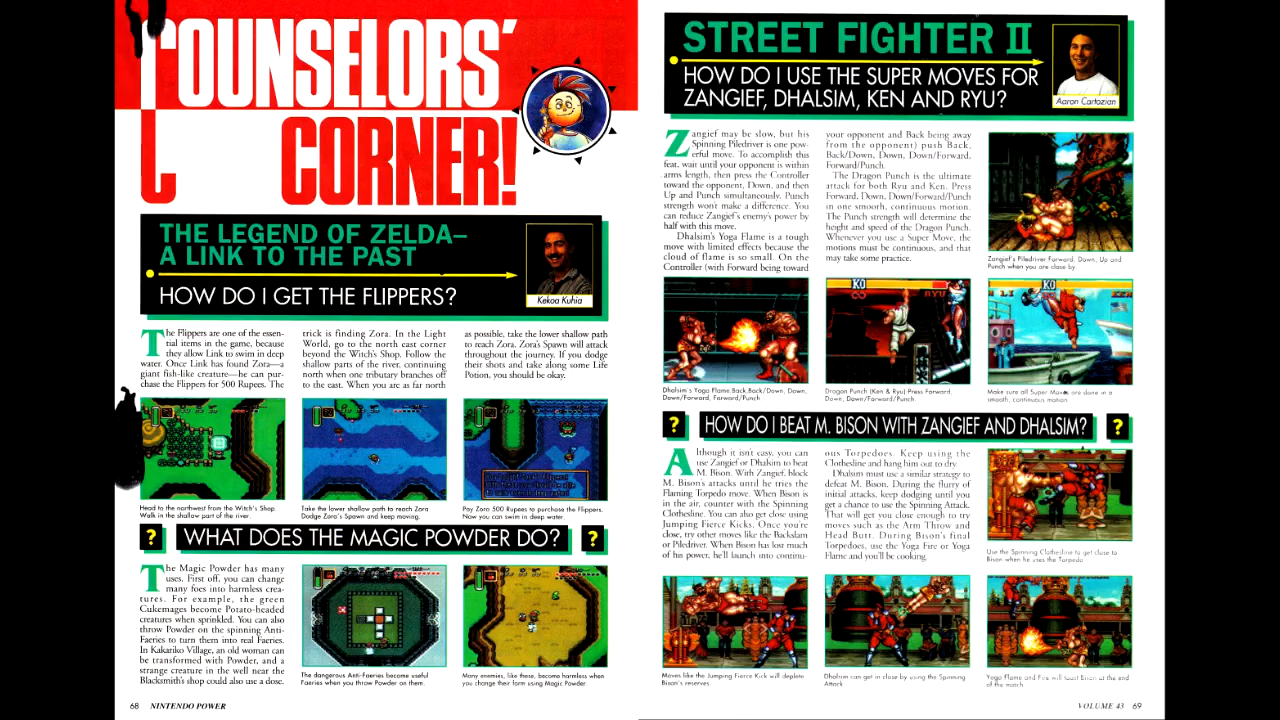 COUNSELORS'
CORNER!
THE LEGEND OF ZELDA–
A LINK TO THE PAST
HOW DO I GET THE FLIPPERS?
Kekoa Kuhia
The Flippers are one of the essen-
tial items in the game, because
they allow Link to swim in deep
water. Once Link has found Zora—a
giant fish-like creature—he can pur-
chase the Flippers for 500 Rupees. The
trick is finding Zora. In the Light
World, go to the north east corner
beyond the Witch's Shop. Follow the
shallow parts of the river, continuing
north when one tributary branches off
to the east. When you are as far north
as possible, take the lower shallow path
to reach Zora. Zora's Spawn will attack
throughout the journey. If you dodge
their shots and take along some Life
Potion, you should be okay.
Head to the northwest from the Witch's Shop.
Walk in the shallow part of the river.
Take the lower shallow path to reach Zora
Dodge Zora's Spawn and keep moving.
Pay Zora 500 Rupees to purchase the Flippers.
Now you can swim in deep water.
? WHAT DOES THE MAGIC POWDER DO? ?
The Magic Powder has many
uses. First off, you can change
many foes into harmless crea-
tures. For example, the green
Cukemages become Potato-headed
creatures when sprinkled. You can also
throw Powder on the spinning Anti-
Faeries to turn them into real Faeries.
In Kakariko Village, an old woman can
be transformed with Powder, and a
strange creature in the well near the
Blacksmith's shop could also use a dose.
The dangerous Anti-Faeries become useful
Faeries when you throw Powder on them.
Many enemies, like these, become harmless when
you change their form using Magic Powder
68 NINTENDO POWER
STREET FIGHTER II
HOW DO I USE THE SUPER MOVES FOR
ZANGIEF, DHALSIM, KEN AND RYU?
Aaron Cartozian
Zangief may be slow, but his
Spinning Piledriver is one pow-
erful move. To accomplish this
feat, wait until your opponent is within
arms length, then press the Controller
toward the opponent, Down, and then
Up and Punch simultaneously. Punch
strength won't make a difference. You
can reduce Zangief's enemy's power by
half with this move.
Dhalsim's Yoga Flame is a tough
move with limited effects because the
cloud of flame is so small. On the
Controller (with Forward being toward
your opponent and Back being away
from the opponent) push Back,
Back/Down, Down, Down/Forward,
Forward/Punch.
The Dragon Punch is the ultimate
attack for both Ryu and Ken. Press
Forward, Down, Down/Forward/Punch
in one smooth, continuous motion.
The Punch strength will determine the
height and speed of the Dragon Punch.
Whenever you use a Super Move, the
motions must be continuous, and that
may take some practice.
Zangief's Piledriver Forward, Down, Up and
Punch when you are close by
KO
KO
RYU
Dhalsim's Yoga Flame Back,Back/Down, Down,
Down/Forward, Forward/Punch
Dragon Punch (Ken & Ryu) Press Forward,
Down, Down/Forward/Punch
Make sure all Super Moves are done in a
smooth, continuous motion
? HOW DO I BEAT M. BISON WITH ZANGIEF AND DHALSIM? ?
Although it isn't easy, you can
use Zangief or Dhalsim to beat
M. Bison. With Zangief, block
M. Bison's attacks until he tries the
Flaming Torpedo move. When Bison is
in the air, counter with the Spinning
Clothesline. You can also get close using
Jumping Fierce Kicks. Once you're
close, try other moves like the Backslam
or Piledriver. When Bison has lost much
of his power, he'll launch into continu-
ous Torpedoes. Keep using the
Clothesline and hang him out to dry.
Dhalsim must use a similar strategy to
defeat M. Bison. During the flurry of
initial attacks, keep dodging until you
get a chance to use the Spinning Attack.
That will get you close enough to try
moves such as the Arm Throw and
Head Butt. During Bison's final
Torpedoes, use the Yoga Fire or Yoga
Flame and you'll be cooking.
Use the Spinning Clothesline to get close to
Bison when he uses the Torpedo
Moves like the Jumping Fierce Kick will deplete
Bison's reserves.
Dhalsim can get in close by using the Spinning
Attack
Yoga Flame and Fire will toast Bison at the end
of the match
VOLUME 43 69